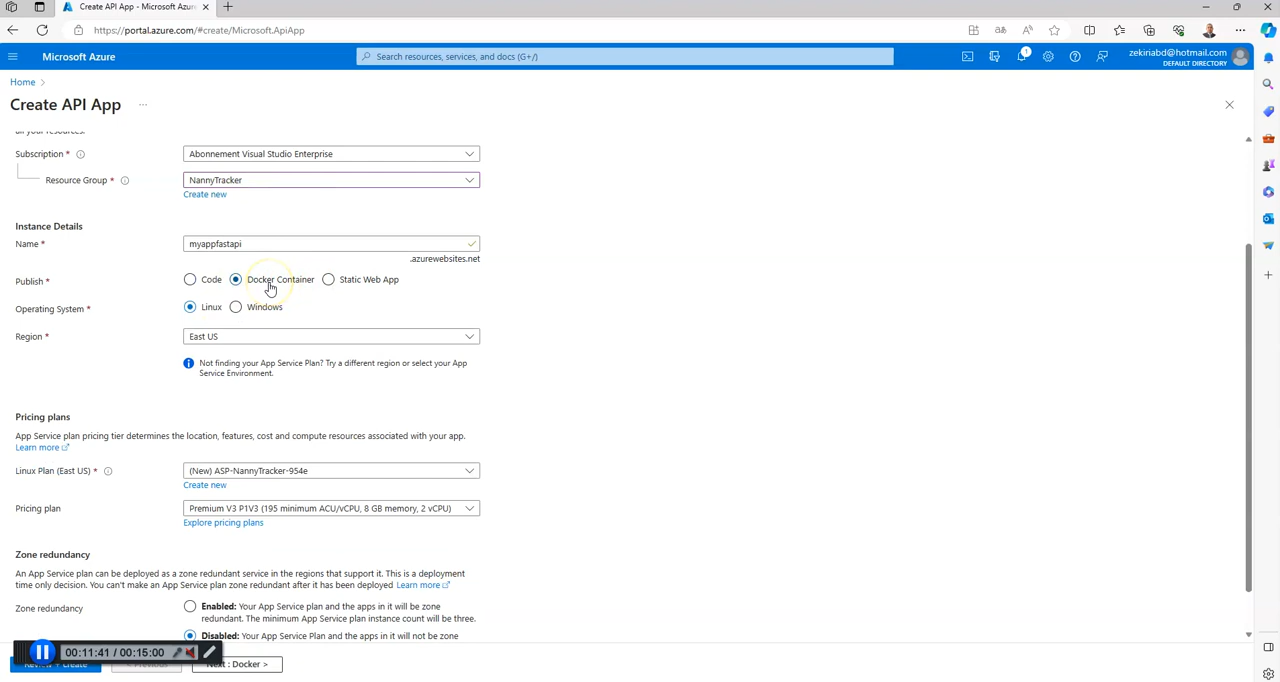 Create API App - Microsoft Azur
https://portal.azure.com/#create/Microsoft.ApiApp
Microsoft Azure
Search resources, services, and docs (G+/)
1
zekiriabd@hotmail.com
DEFAULT DIRECTORY
Home
Create API App
all your resources.
Subscription *
Abonnement Visual Studio Enterprise
Resource Group *
NannyTracker
Create new
Instance Details
Name *
myappfastapi
.azurewebsites.net
Publish *
Code
Docker Container
Static Web App
Operating System *
Linux
Windows
Region *
East US
Not finding your App Service Plan? Try a different region or select your App
Service Environment.
Pricing plans
App Service plan pricing tier determines the location, features, cost and compute resources associated with your app.
Learn more
Linux Plan (East US) *
(New) ASP-NannyTracker-954e
Create new
Pricing plan
Premium V3 P1V3 (195 minimum ACU/vCPU, 8 GB memory, 2 vCPU)
Explore pricing plans
Zone redundancy
An App Service plan can be deployed as a zone redundant service in the regions that support it. This is a deployment
time only decision. You can't make an App Service plan zone redundant after it has been deployed Learn more
Zone redundancy
Enabled: Your App Service plan and the apps in it will be zone
redundant. The minimum App Service plan instance count will be three.
Disabled: Your App Service Plan and the apps in it will not be zone
00:11:41 / 00:15:00
Review + create
< Previous
Next : Docker >